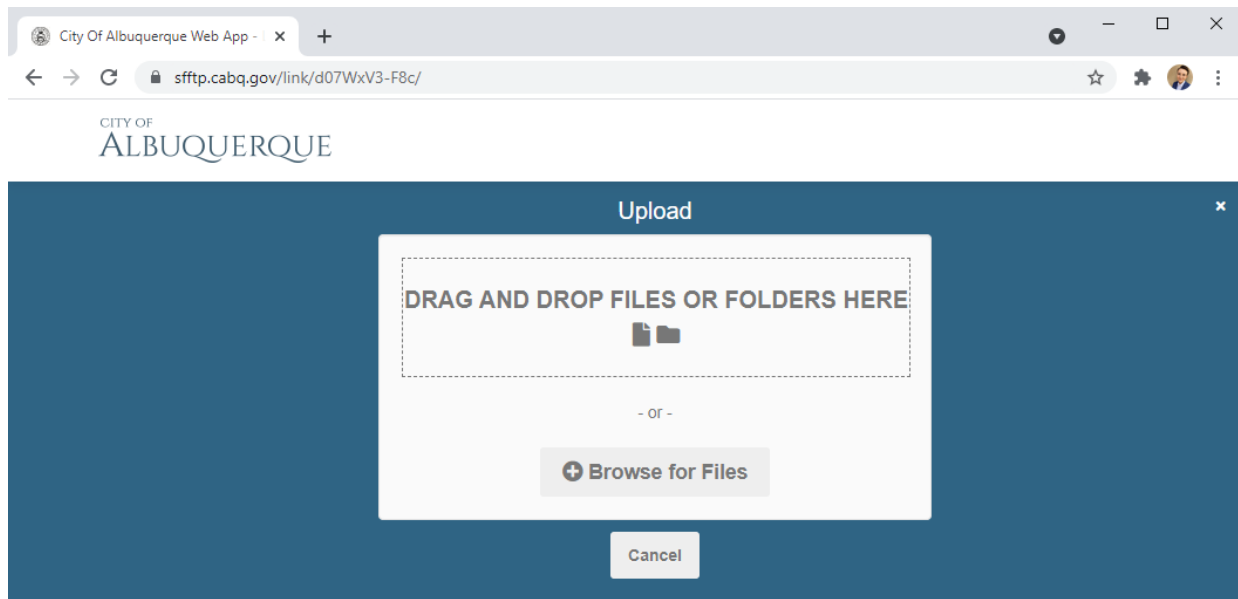 City Of Albuquerque Web App -
sfftp.cabq.gov/link/d07WxV3-F8c/
CITY OF
ALBUQUERQUE
Upload
DRAG AND DROP FILES OR FOLDERS HERE
- or -
Browse for Files
Cancel